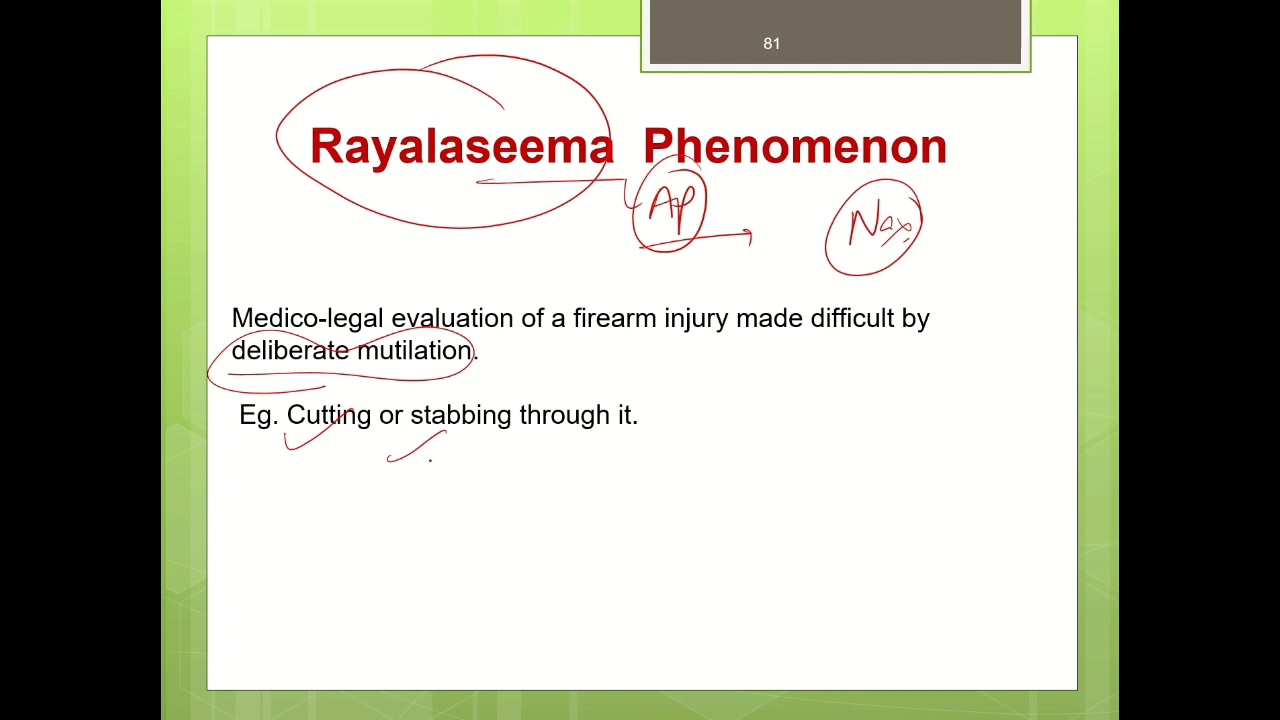 81
Rayalaseema Phenomenon
AP
Nax
Medico-legal evaluation of a firearm injury made difficult by
deliberate mutilation.
Eg. Cutting or stabbing through it.